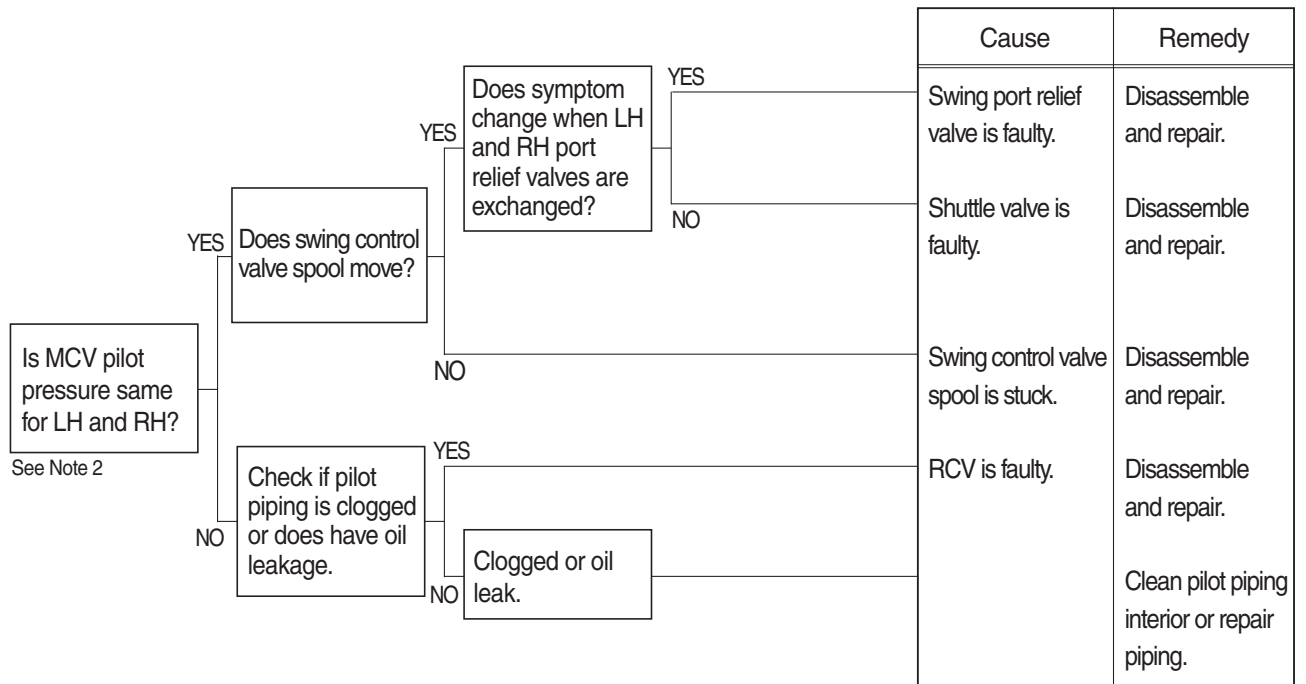 Cause
Remedy
YES
Does symptom
change when LH
and RH port
relief valves are
exchanged?
YES
NO
Swing port relief
valve is faulty.
Disassemble
and repair.
Shuttle valve is
faulty.
Disassemble
and repair.
YES
Does swing control
valve spool move?
NO
Swing control valve
spool is stuck.
Disassemble
and repair.
Is MCV pilot
pressure same
for LH and RH?
See Note 2
NO
Check if pilot
piping is clogged
or does have oil
leakage.
YES
RCV is faulty.
Disassemble
and repair.
NO
Clogged or oil
leak.
Clean pilot piping
interior or repair
piping.